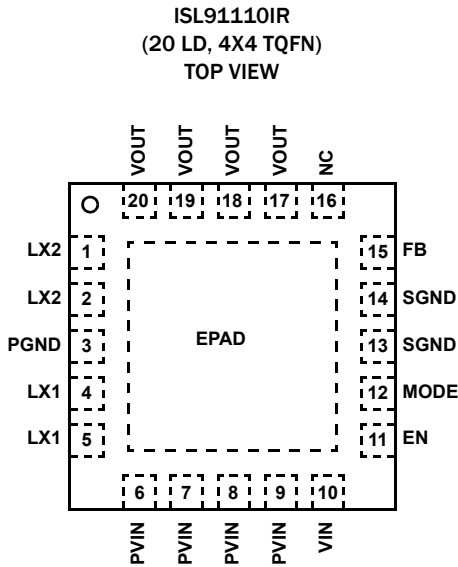 ISL91110IR
(20 LD, 4X4 TQFN)
TOP VIEW
VOUT VOUT VOUT VOUT NC
20 19 18 17 16
LX2 1 15 FB
LX2 2 14 SGND
PGND 3 EPAD 13 SGND
LX1 4 12 MODE
LX1 5 11 EN
6 7 8 9 10
PVIN PVIN PVIN PVIN VIN